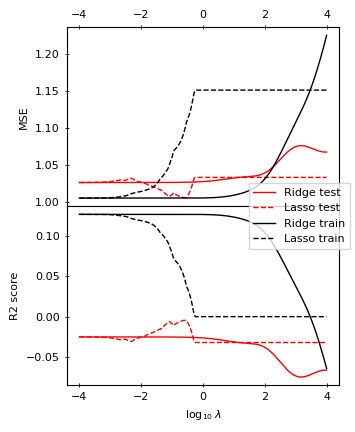 −4 −2 0 2 4
1.20
1.15
MSE
1.10
1.05
1.00
Ridge test
Lasso test
Ridge train
Lasso train
0.10
0.05
R2 score
0.00
−0.05
−4 −2 0 2 4
log₁₀ λ